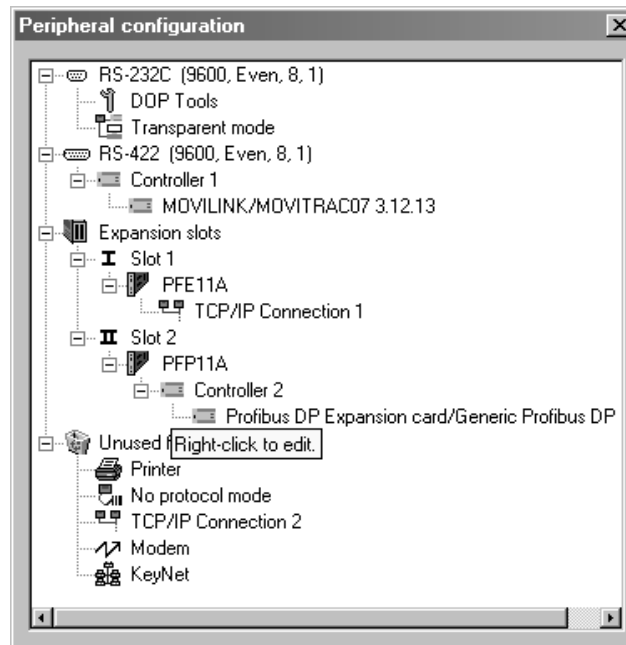 Peripheral configuration
RS-232C (9600, Even, 8, 1)
DOP Tools
Transparent mode
RS-422 (9600, Even, 8, 1)
Controller 1
MOVILINK/MOVITRAC07 3.12.13
Expansion slots
I Slot 1
PFE11A
TCP/IP Connection 1
II Slot 2
PFP11A
Controller 2
Profibus DP Expansion card/Generic Profibus DP
Unused
Right-click to edit.
Printer
No protocol mode
TCP/IP Connection 2
Modem
KeyNet